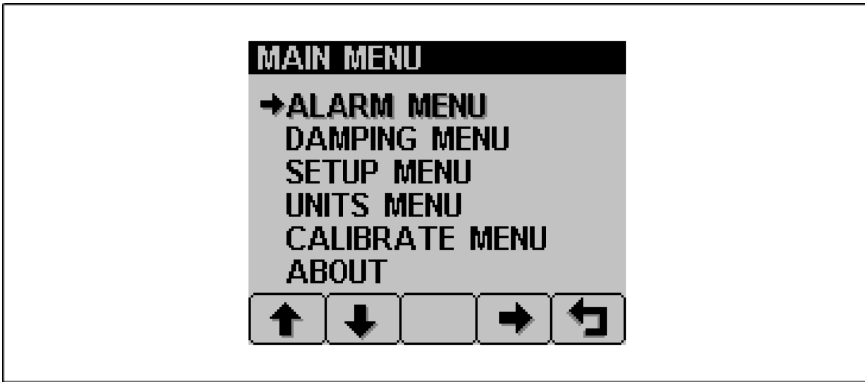 MAIN MENU
ALARM MENU
DAMPING MENU
SETUP MENU
UNITS MENU
CALIBRATE MENU
ABOUT